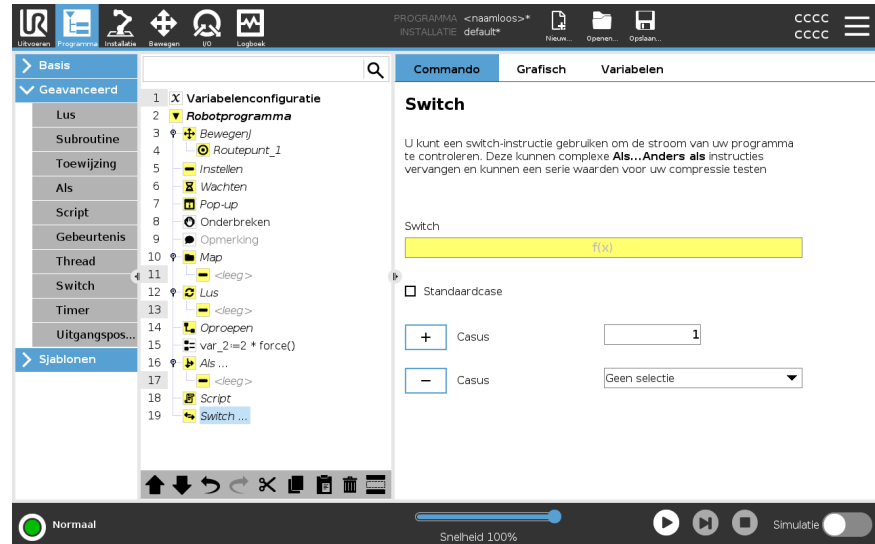 PROGRAMMA <naamloos>*
INSTALLATIE default*
Uitvoeren
Programma
Installatie
Bewegen
I/O
Logboek
Nieuw...
Openen...
Opslaan...
CCCC
CCCC
Basis
Geavanceerd
Lus
Subroutine
Toewijzing
Als
Script
Gebeurtenis
Thread
Switch
Timer
Uitgangspos...
Sjablonen
1 X Variabelenconfiguratie
2 Robotprogramma
3 BewegenJ
4 Routepunt_1
5 Instellen
6 Wachten
7 Pop-up
8 Onderbreken
9 Opmerking
10 Map
11 <leeg>
12 Lus
13 <leeg>
14 Oproepen
15 var_2:=2 * force()
16 Als ...
17 <leeg>
18 Script
19 Switch ...
Commando
Grafisch
Variabelen
Switch
U kunt een switch-instructie gebruiken om de stroom van uw programma
te controleren. Deze kunnen complexe Als...Anders als instructies
vervangen en kunnen een serie waarden voor uw compressie testen
Switch
f(x)
Standaardcase
+ Casus 1
− Casus Geen selectie
Normaal
Snelheid 100%
Simulatie